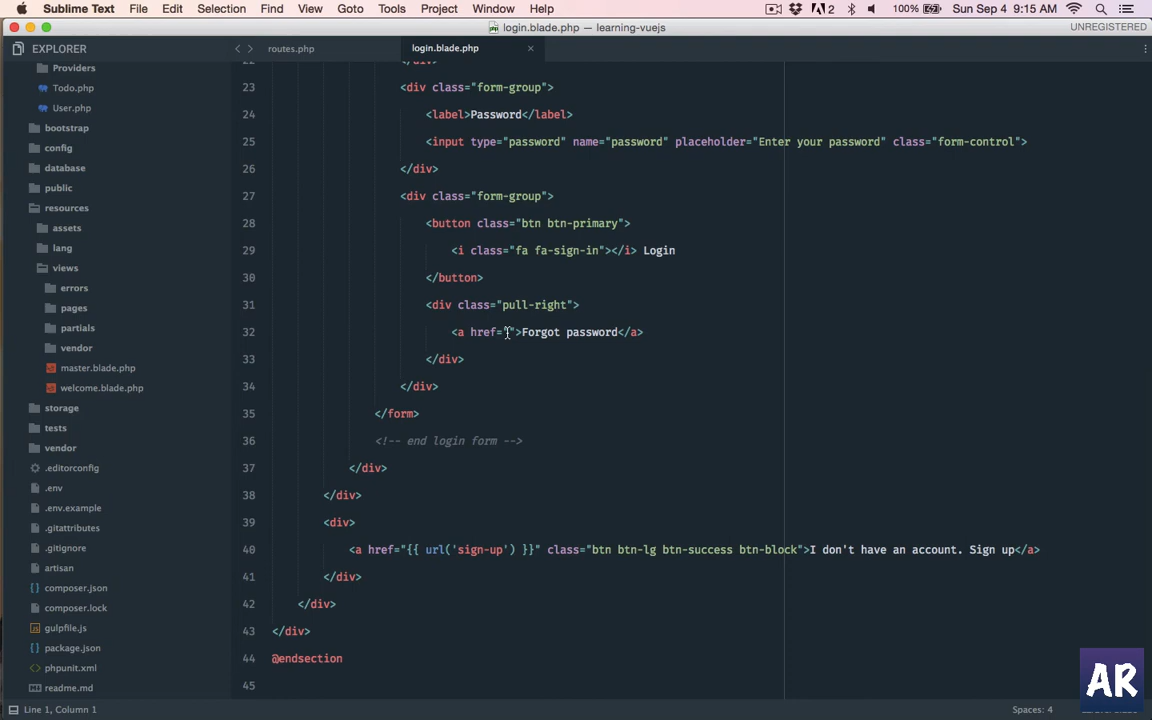 Sublime Text File Edit Selection Find View Goto Tools Project Window Help 2 100% Sun Sep 4 9:15 AM
login.blade.php — learning-vuejs UNREGISTERED
EXPLORER routes.php login.blade.php ×
Providers
Todo.php
User.php
bootstrap
config
database
public
resources
assets
lang
views
errors
pages
partials
vendor
master.blade.php
welcome.blade.php
storage
tests
vendor
.editorconfig
.env
.env.example
.gitattributes
.gitignore
artisan
composer.json
composer.lock
gulpfile.js
package.json
phpunit.xml
readme.md
22 </div>
23 <div class="form-group">
24 <label>Password</label>
25 <input type="password" name="password" placeholder="Enter your password" class="form-control">
26 </div>
27 <div class="form-group">
28 <button class="btn btn-primary">
29 <i class="fa fa-sign-in"></i> Login
30 </button>
31 <div class="pull-right">
32 <a href="">Forgot password</a>
33 </div>
34 </div>
35 </form>
36 <!-- end login form -->
37 </div>
38 </div>
39 <div>
40 <a href="{{ url('sign-up') }}" class="btn btn-lg btn-success btn-block">I don't have an account. Sign up</a>
41 </div>
42 </div>
43 </div>
44 @endsection
45
Line 1, Column 1 Spaces: 4
AR